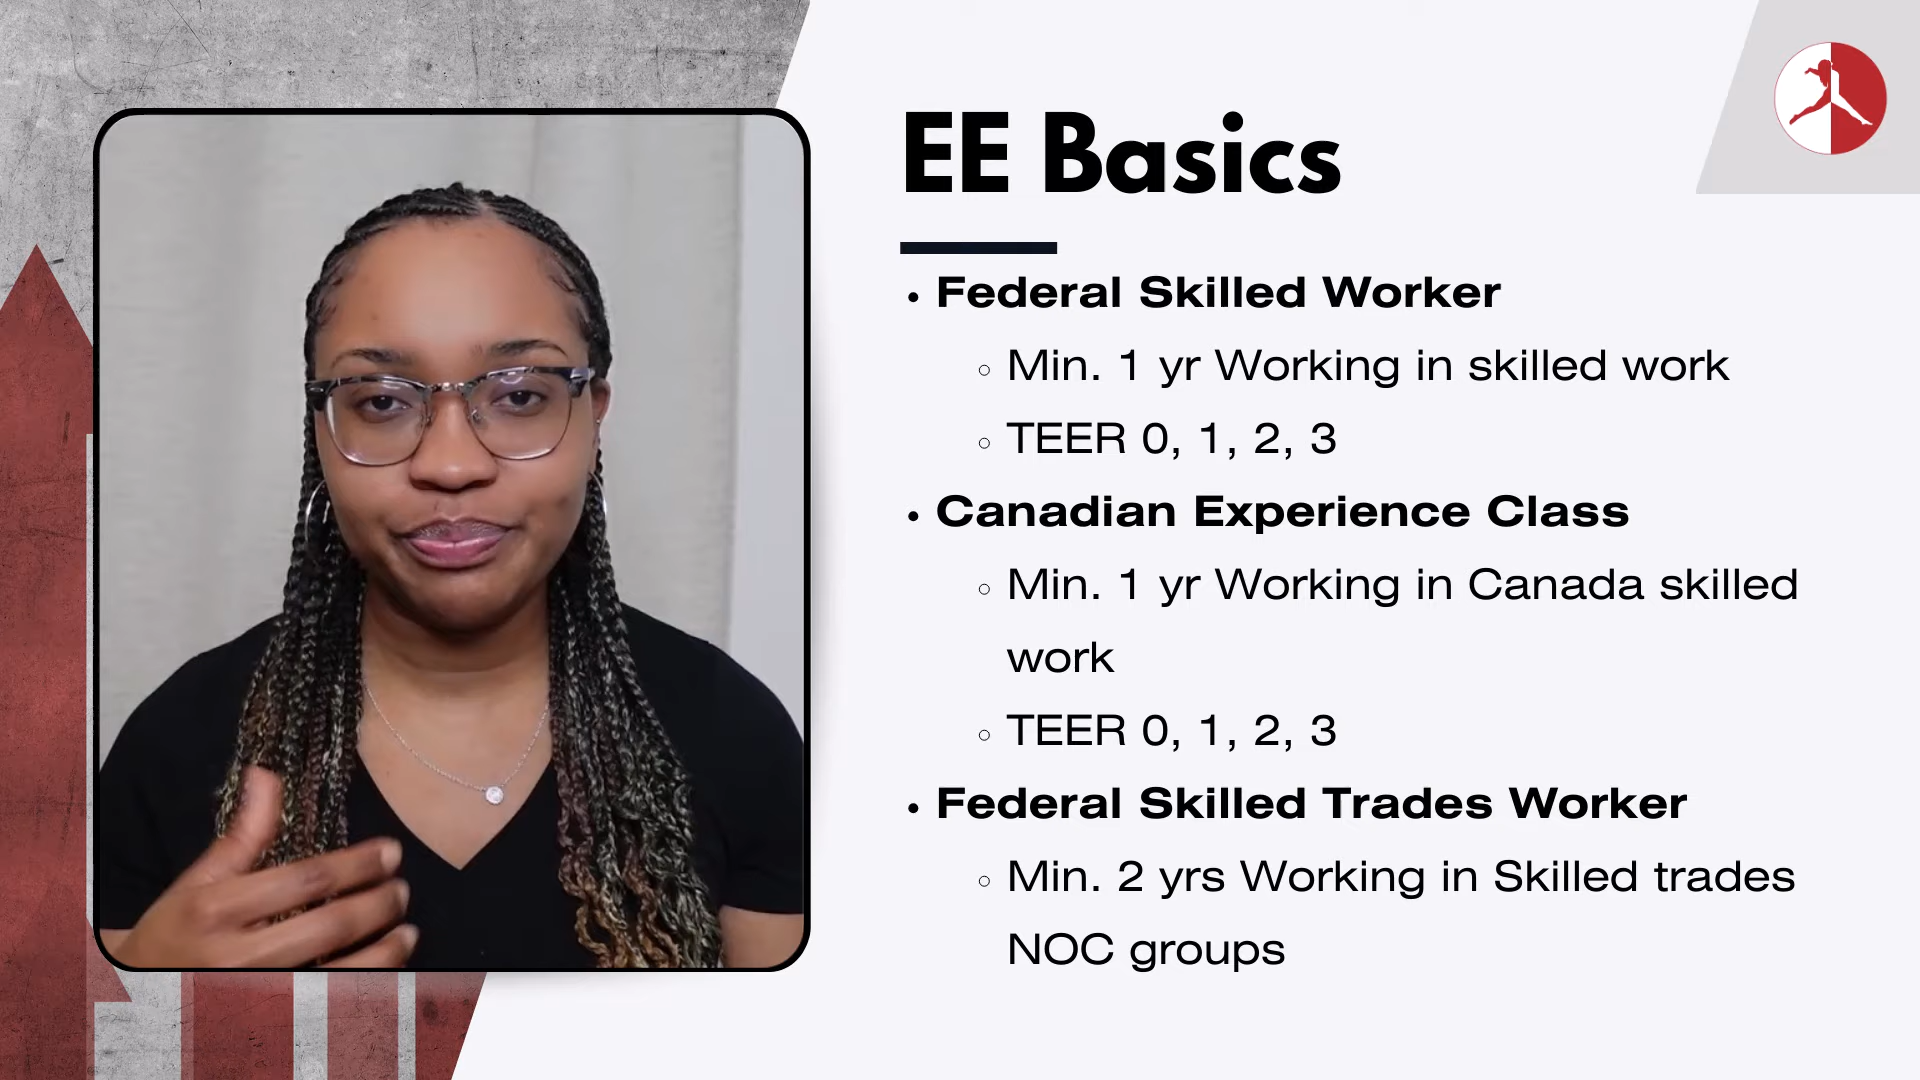 EE Basics
• Federal Skilled Worker
◦ Min. 1 yr Working in skilled work
◦ TEER 0, 1, 2, 3
• Canadian Experience Class
◦ Min. 1 yr Working in Canada skilled
work
◦ TEER 0, 1, 2, 3
• Federal Skilled Trades Worker
◦ Min. 2 yrs Working in Skilled trades
NOC groups